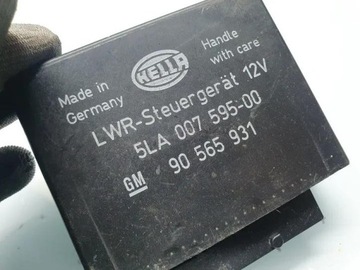 Made in
Germany
HELLA
Handle
with care
LWR-Steuergerät 12V
5LA 007 595-00
GM 90 565 931